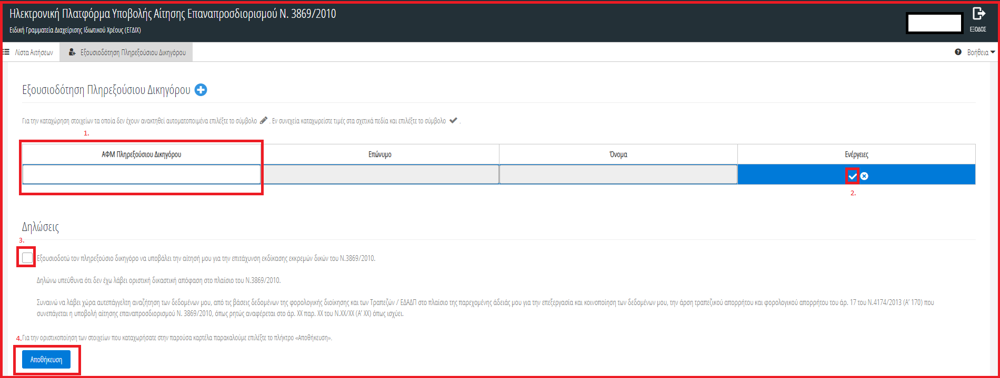 Ηλεκτρονική Πλατφόρμα Υποβολής Αίτησης Επαναπροσδιορισμού Ν. 3869/2010
Ειδική Γραμματεία Διαχείρισης Ιδιωτικού Χρέους (ΕΓΔΙΧ)
ΕΞΟΔΟΣ
Λίστα Αιτήσεων
Εξουσιοδότηση Πληρεξούσιου Δικηγόρου
Βοήθεια
Εξουσιοδότηση Πληρεξούσιου Δικηγόρου
Για την καταχώρηση στοιχείων τα οποία δεν έχουν ανακτηθεί αυτοματοποιμένα επιλέξτε το σύμβολο . Εν συνεχεία καταχωρείστε τιμές στα σχετικά πεδία και επιλέξτε το σύμβολο .
1.
ΑΦΜ Πληρεξούσιου Δικηγόρου
Επώνυμο
Όνομα
Ενέργειες
2.
Δηλώσεις
3.
Εξουσιοδοτώ τον πληρεξούσιο δικηγόρο να υποβάλει την αίτησή μου για την επιτάχυνση εκδίκασης εκκρεμών δικών του Ν.3869/2010.
Δηλώνω υπεύθυνα ότι δεν έχω λάβει οριστική δικαστική απόφαση στο πλαίσιο του Ν.3869/2010.
Συναινώ να λάβει χώρα αυτεπάγγελτη αναζήτηση των δεδομένων μου, από τις βάσεις δεδομένων της φορολογικής διοίκησης και των Τραπεζών / ΕΔΑΔΠ στο πλαίσιο της παρεχομένης άδειάς μου για την επεξεργασία και κοινοποίηση των δεδομένων μου, την άρση τραπεζικού απορρήτου και φορολογικού απορρήτου του άρ. 17 του Ν.4174/2013 (Α' 170) που
συνεπάγεται η υποβολή αίτησης επαναπροσδιορισμού Ν. 3869/2010, όπως ρητώς αναφέρεται στο άρ. ΧΧ παρ. ΧΧ του Ν.ΧΧ/ΧΧ (Α' ΧΧ) όπως ισχύει.
4. Για την οριστικοποίηση των στοιχείων που καταχωρήσατε στην παρούσα καρτέλα παρακαλούμε επιλέξτε το πλήκτρο «Αποθήκευση».
Αποθήκευση